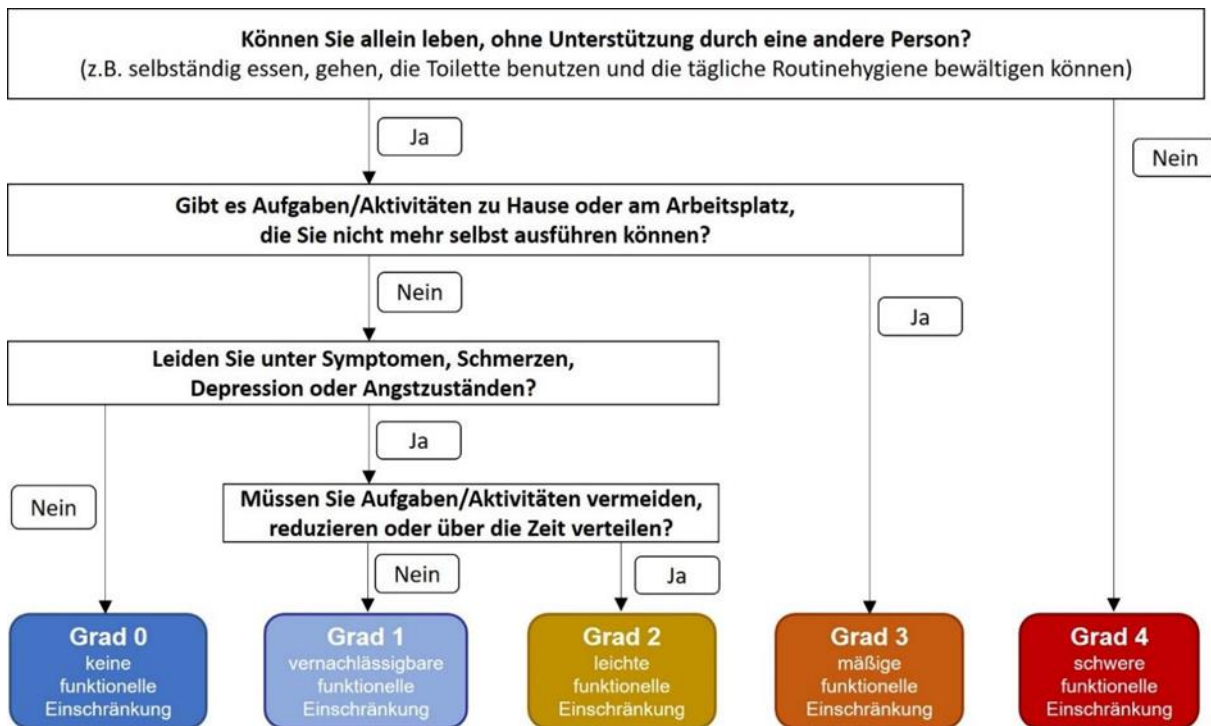 Können Sie allein leben, ohne Unterstützung durch eine andere Person?
(z.B. selbständig essen, gehen, die Toilette benutzen und die tägliche Routinehygiene bewältigen können)
Ja
Nein
Gibt es Aufgaben/Aktivitäten zu Hause oder am Arbeitsplatz,
die Sie nicht mehr selbst ausführen können?
Nein
Ja
Leiden Sie unter Symptomen, Schmerzen,
Depression oder Angstzuständen?
Ja
Nein
Müssen Sie Aufgaben/Aktivitäten vermeiden,
reduzieren oder über die Zeit verteilen?
Nein
Ja
Grad 0
keine
funktionelle
Einschränkung
Grad 1
vernachlässigbare
funktionelle
Einschränkung
Grad 2
leichte
funktionelle
Einschränkung
Grad 3
mäßige
funktionelle
Einschränkung
Grad 4
schwere
funktionelle
Einschränkung